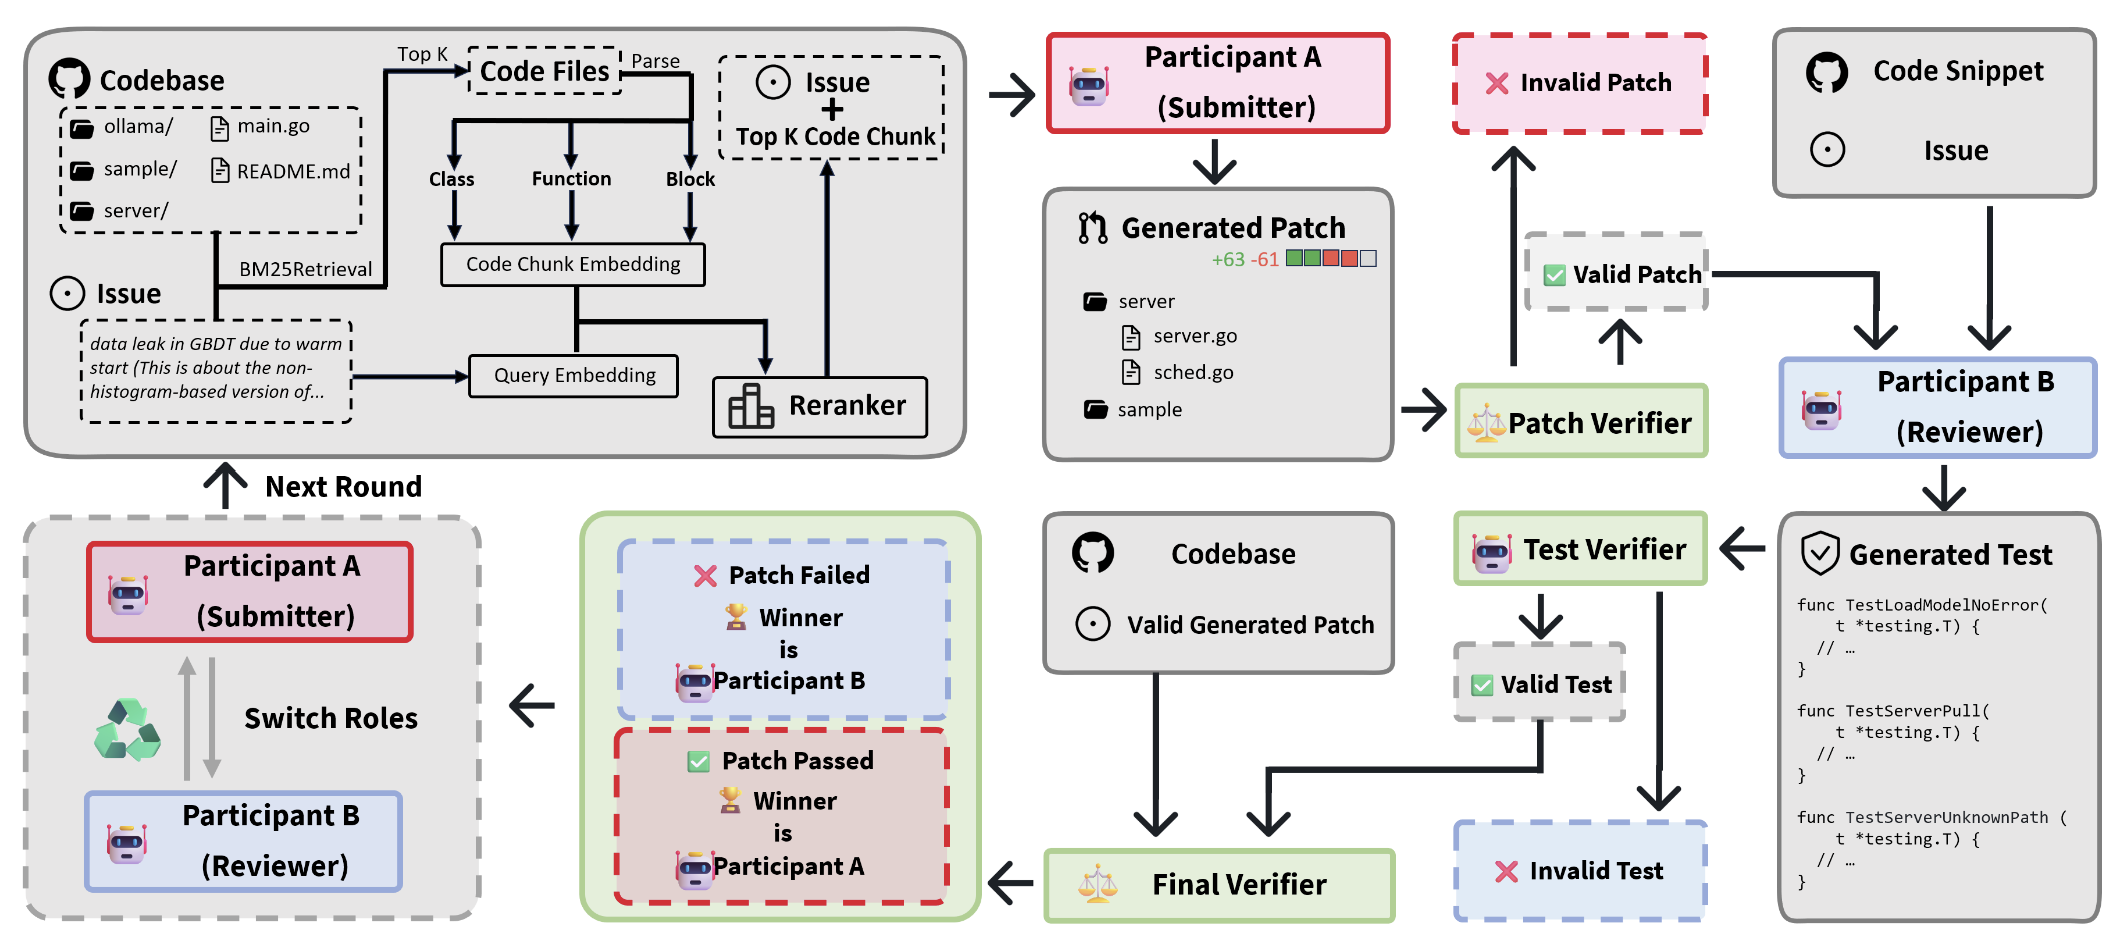 Codebase
ollama/
main.go
sample/
README.md
server/
BM25Retrieval
Issue
data leak in GBDT due to warm
start (This is about the non-
histogram-based version of...
Top K
Code Files
Parse
Class
Function
Block
Code Chunk Embedding
Query Embedding
Reranker
Issue
+
Top K Code Chunk
Participant A
(Submitter)
Generated Patch
+63 -61
server
server.go
sched.go
sample
Invalid Patch
Valid Patch
Patch Verifier
Code Snippet
Issue
Participant B
(Reviewer)
Next Round
Participant A
(Submitter)
Switch Roles
Participant B
(Reviewer)
Patch Failed
Winner
is
Participant B
Patch Passed
Winner
is
Participant A
Codebase
Valid Generated Patch
Final Verifier
Test Verifier
Valid Test
Invalid Test
Generated Test
func TestLoadModelNoError(
t *testing.T) {
// …
}
func TestServerPull(
t *testing.T) {
// …
}
func TestServerUnknownPath (
t *testing.T) {
// …
}